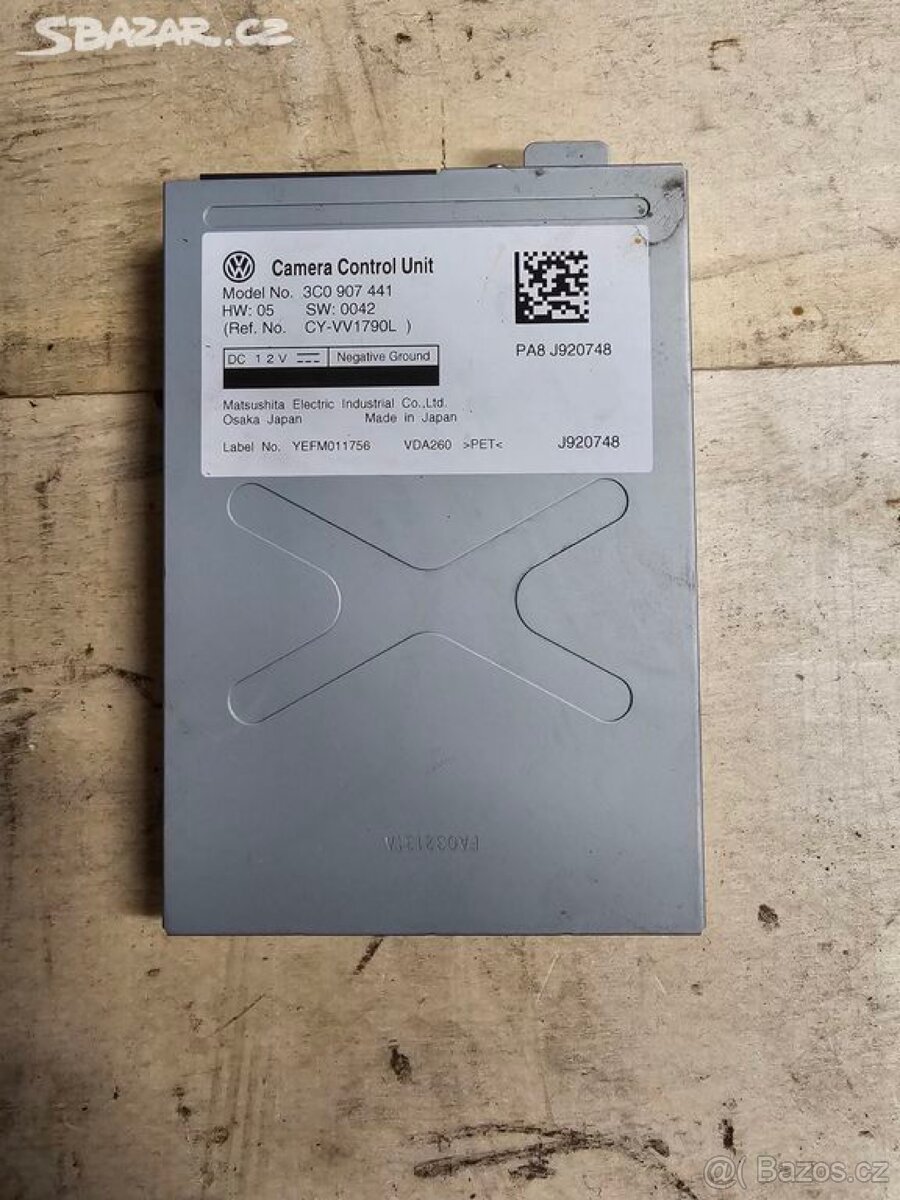 SBAZAR.CZ
VW Camera Control Unit
Model No. 3C0 907 441
HW: 05 SW: 0042
(Ref. No. CY-VV1790L )
DC 12V Negative Ground
PA8 J920748
Matsushita Electric Industrial Co.,Ltd.
Osaka Japan Made in Japan
Label No. YEFM011756 VDA260 >PET< J920748
@( Bazos.cz